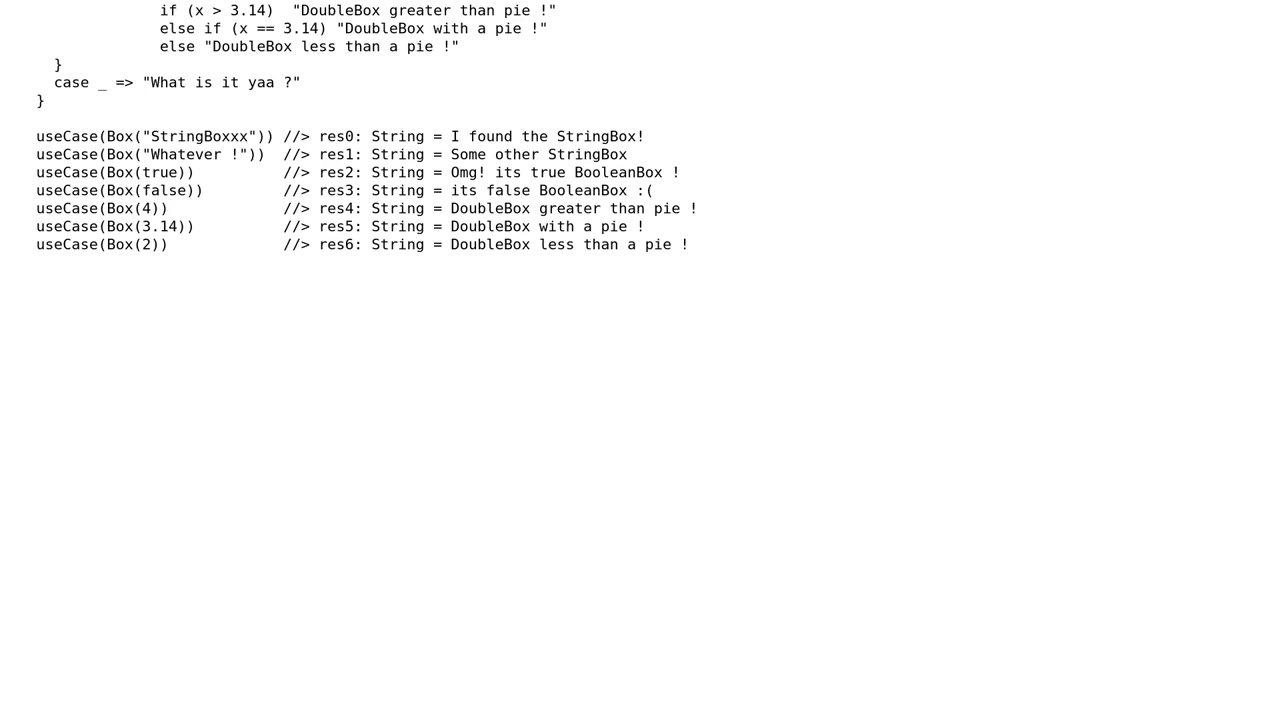 if (x > 3.14)  "DoubleBox greater than pie !"
else if (x == 3.14) "DoubleBox with a pie !"
else "DoubleBox less than a pie !"
}
case _ => "What is it yaa ?"
}
useCase(Box("StringBoxxx")) //> res0: String = I found the StringBox!
useCase(Box("Whatever !"))  //> res1: String = Some other StringBox
useCase(Box(true))          //> res2: String = Omg! its true BooleanBox !
useCase(Box(false))         //> res3: String = its false BooleanBox :(
useCase(Box(4))             //> res4: String = DoubleBox greater than pie !
useCase(Box(3.14))          //> res5: String = DoubleBox with a pie !
useCase(Box(2))             //> res6: String = DoubleBox less than a pie !